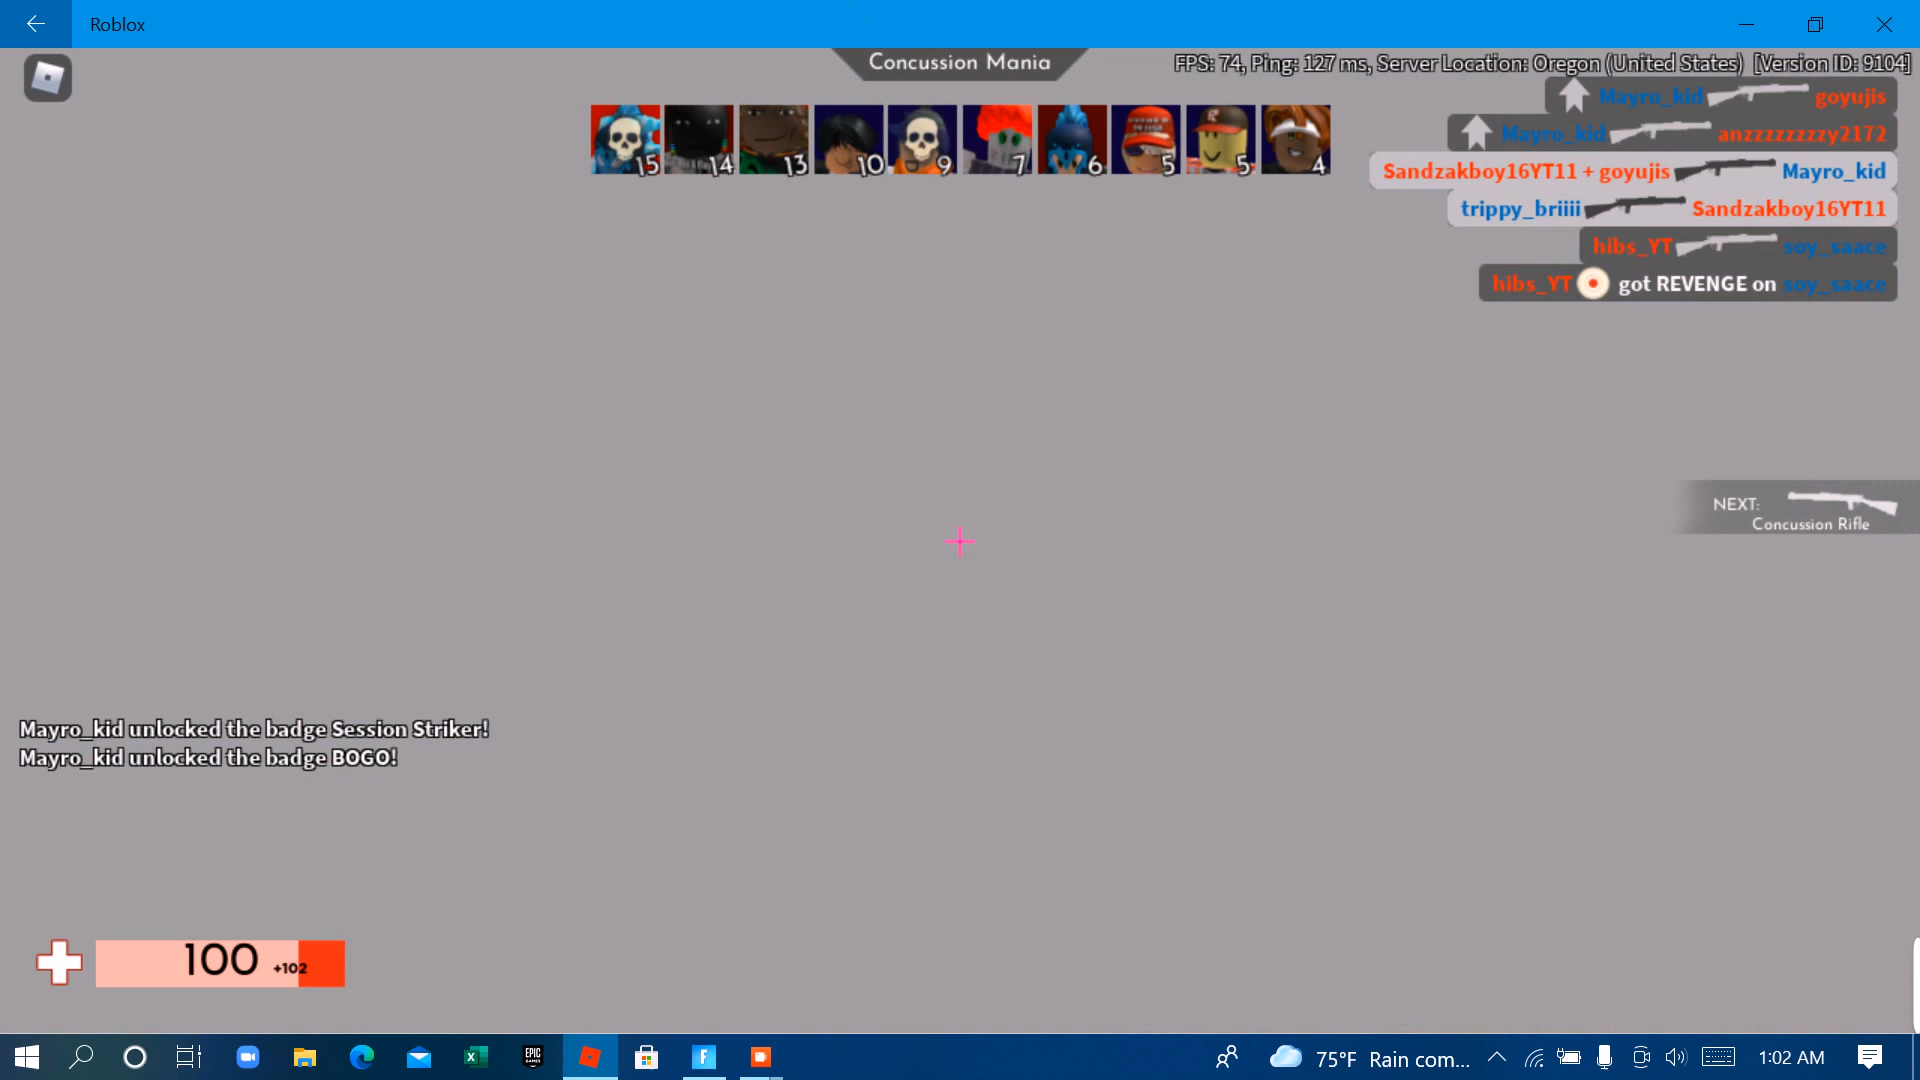 Roblox
Concussion Mania
FPS: 74, Ping: 127 ms, Server Location: Oregon (United States) [Version ID: 9104]
15 14 13 10 9 7 6 5 5 4
Mayro_kid goyujis
Mayro_kid anzzzzzzzy2172
Sandzakboy16YT11 + goyujis Mayro_kid
trippy_briiii Sandzakboy16YT11
hibs_YT soy_saace
hibs_YT got REVENGE on soy_saace
NEXT:
Concussion Rifle
Mayro_kid unlocked the badge Session Striker!
Mayro_kid unlocked the badge BOGO!
100 +102
EPIC GAMES
75°F Rain com... 1:02 AM